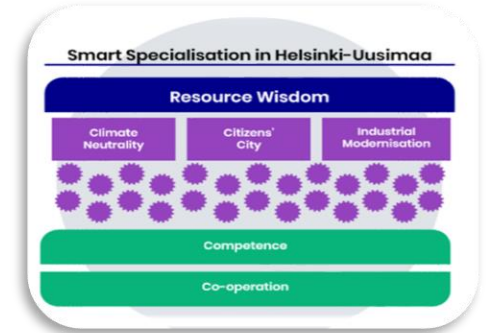 Smart Specialisation in Helsinki-Uusimaa
Resource Wisdom
Climate
Neutrality
Citizens'
City
Industrial
Modernisation
Competence
Co-operation